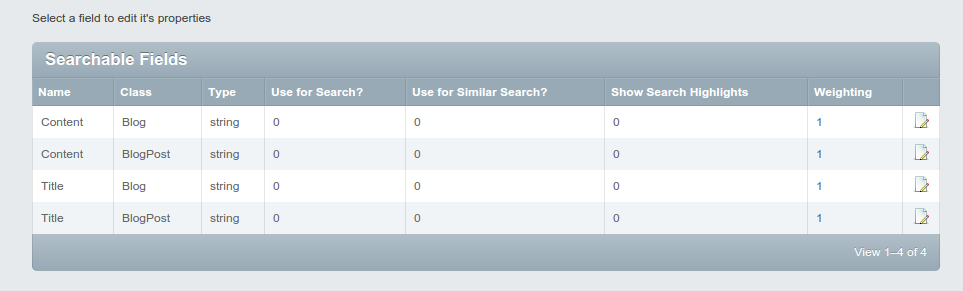 Select a field to edit it's properties
Searchable Fields
Name Class Type Use for Search? Use for Similar Search? Show Search Highlights Weighting
Content Blog string 0 0 0 1
Content BlogPost string 0 0 0 1
Title Blog string 0 0 0 1
Title BlogPost string 0 0 0 1
View 1–4 of 4